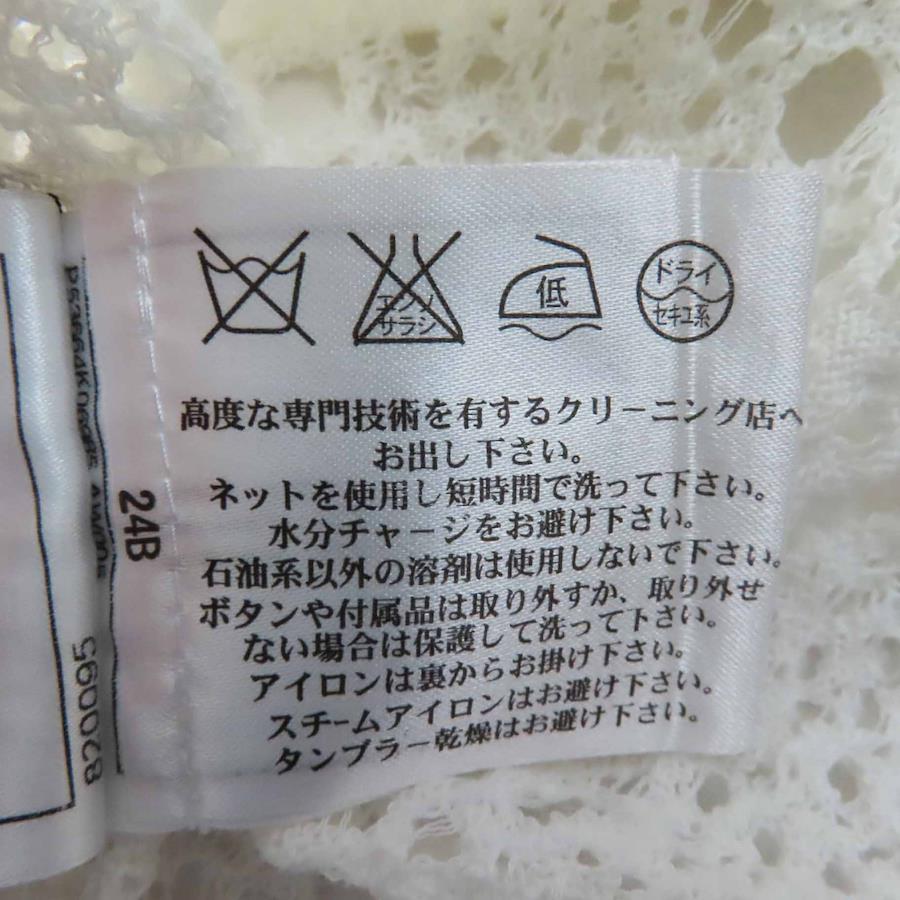 エンソ
サラシ
低
ドライ
セキユ系
高度な専門技術を有するクリーニング店へ
お出し下さい。
ネットを使用し短時間で洗って下さい。
水分チャージをお避け下さい。
石油系以外の溶剤は使用しないで下さい。
ボタンや付属品は取り外すか、取り外せ
ない場合は保護して洗って下さい。
アイロンは裏からお掛け下さい。
スチームアイロンはお避け下さい。
タンブラー乾燥はお避け下さい。
24B
820095